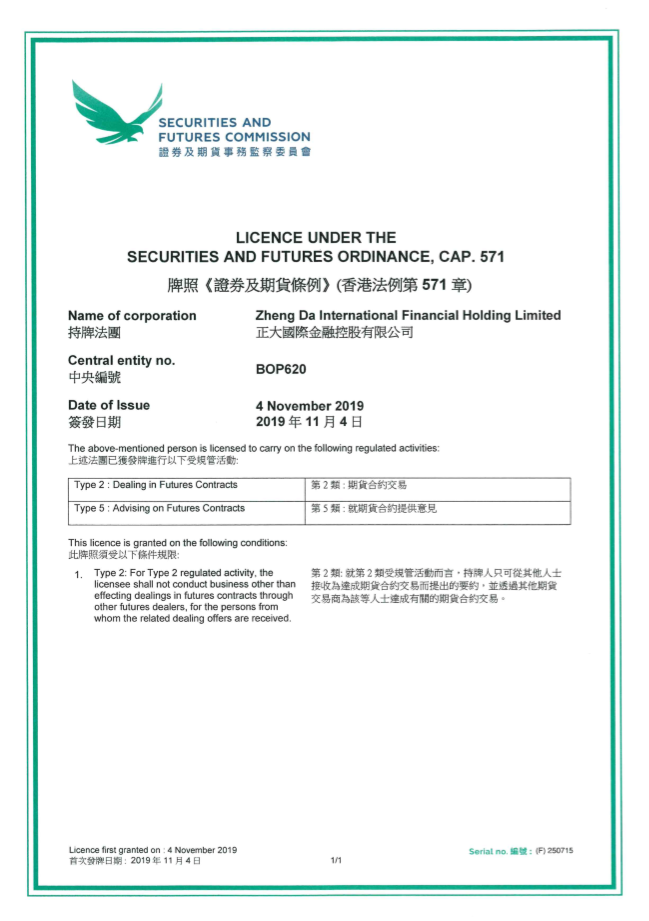 SECURITIES AND
FUTURES COMMISSION
證券及期貨事務監察委員會
LICENCE UNDER THE
SECURITIES AND FUTURES ORDINANCE, CAP. 571
牌照《證券及期貨條例》(香港法例第 571 章)
Name of corporation Zheng Da International Financial Holding Limited
持牌法團 正大國際金融控股有限公司
Central entity no.
中央編號 BOP620
Date of Issue 4 November 2019
簽發日期 2019 年 11 月 4 日
The above-mentioned person is licensed to carry on the following regulated activities:
上述法團已獲發牌進行以下受規管活動:
Type 2 : Dealing in Futures Contracts 第 2 類 : 期貨合約交易
Type 5 : Advising on Futures Contracts 第 5 類 : 就期貨合約提供意見
This licence is granted on the following conditions:
此牌照須受以下條件規限:
1. Type 2: For Type 2 regulated activity, the
licensee shall not conduct business other than
effecting dealings in futures contracts through
other futures dealers, for the persons from
whom the related dealing offers are received.
第 2 類: 就第 2 類受規管活動而言，持牌人只可從其他人士
接收為達成期貨合約交易而提出的要約，並透過其他期貨
交易商為該等人士達成有關的期貨合約交易。
Licence first granted on : 4 November 2019
首次發牌日期 : 2019 年 11 月 4 日
1/1
Serial no. 編號 : (F) 250715